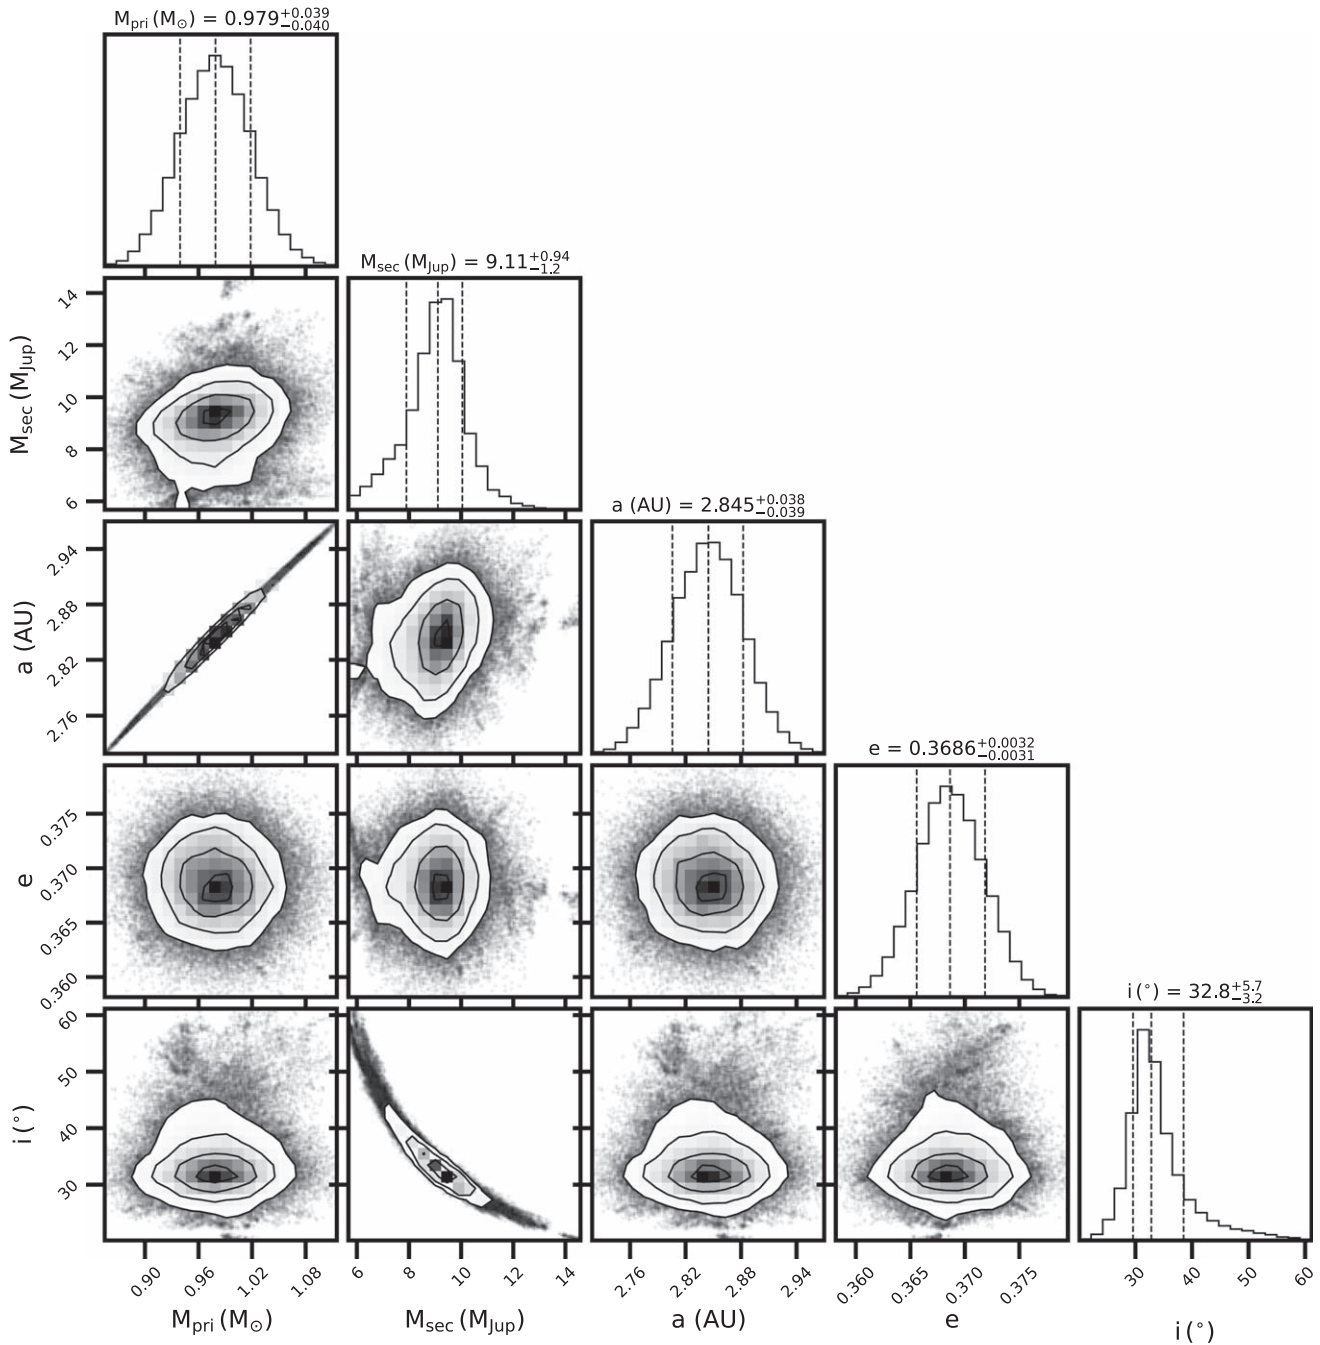 M_pri (M_⊙) = 0.979 +0.039 −0.040
M_sec (M_Jup) = 9.11 +0.94 −1.2
14
12
10
8
6
M_sec (M_Jup)
a (AU) = 2.845 +0.038 −0.039
2.94
2.88
2.82
2.76
a (AU)
e = 0.3686 +0.0032 −0.0031
0.375
0.370
0.365
0.360
e
i (°) = 32.8 +5.7 −3.2
60
50
40
30
i (°)
0.90 0.96 1.02 1.08
6 8 10 12 14
2.76 2.82 2.88 2.94
0.360 0.365 0.370 0.375
30 40 50 60
M_pri (M_⊙) M_sec (M_Jup) a (AU) e i (°)